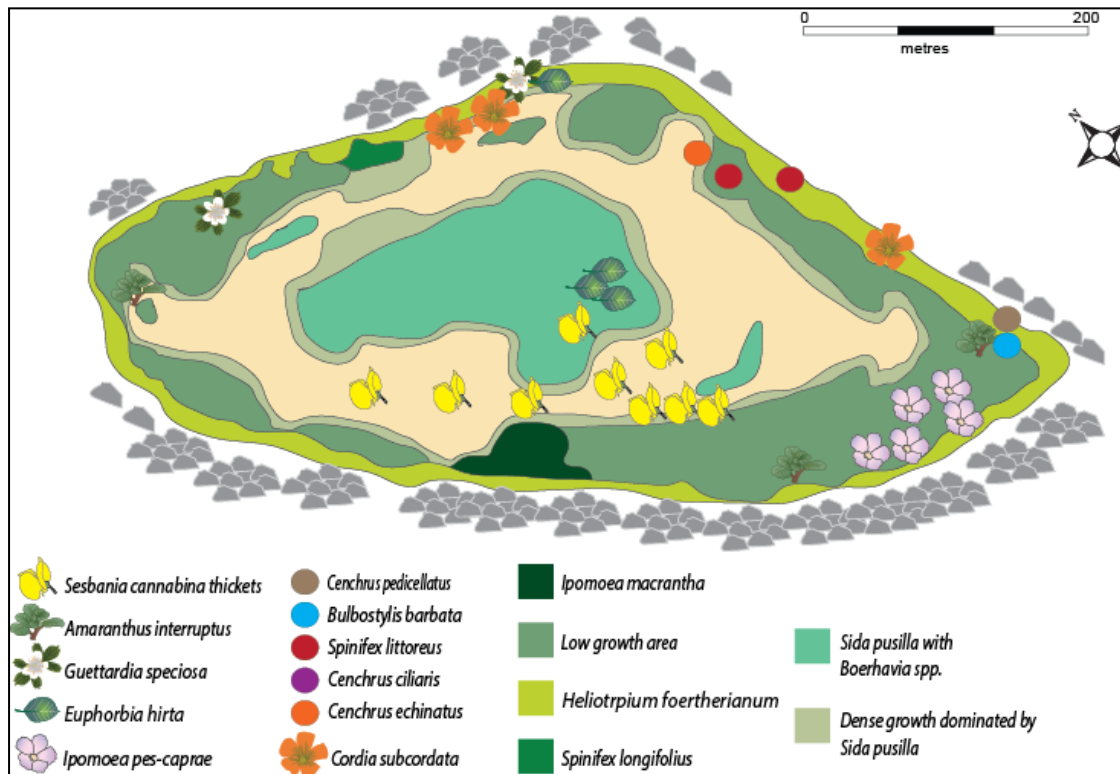 0 200
metres
N
Sesbania cannabina thickets
Amaranthus interruptus
Guettardia speciosa
Euphorbia hirta
Ipomoea pes-caprae
Cenchrus pedicellatus
Bulbostylis barbata
Spinifex littoreus
Cenchrus ciliaris
Cenchrus echinatus
Cordia subcordata
Ipomoea macrantha
Low growth area
Heliotrpium foertherianum
Spinifex longifolius
Sida pusilla with
Boerhavia spp.
Dense growth dominated by
Sida pusilla